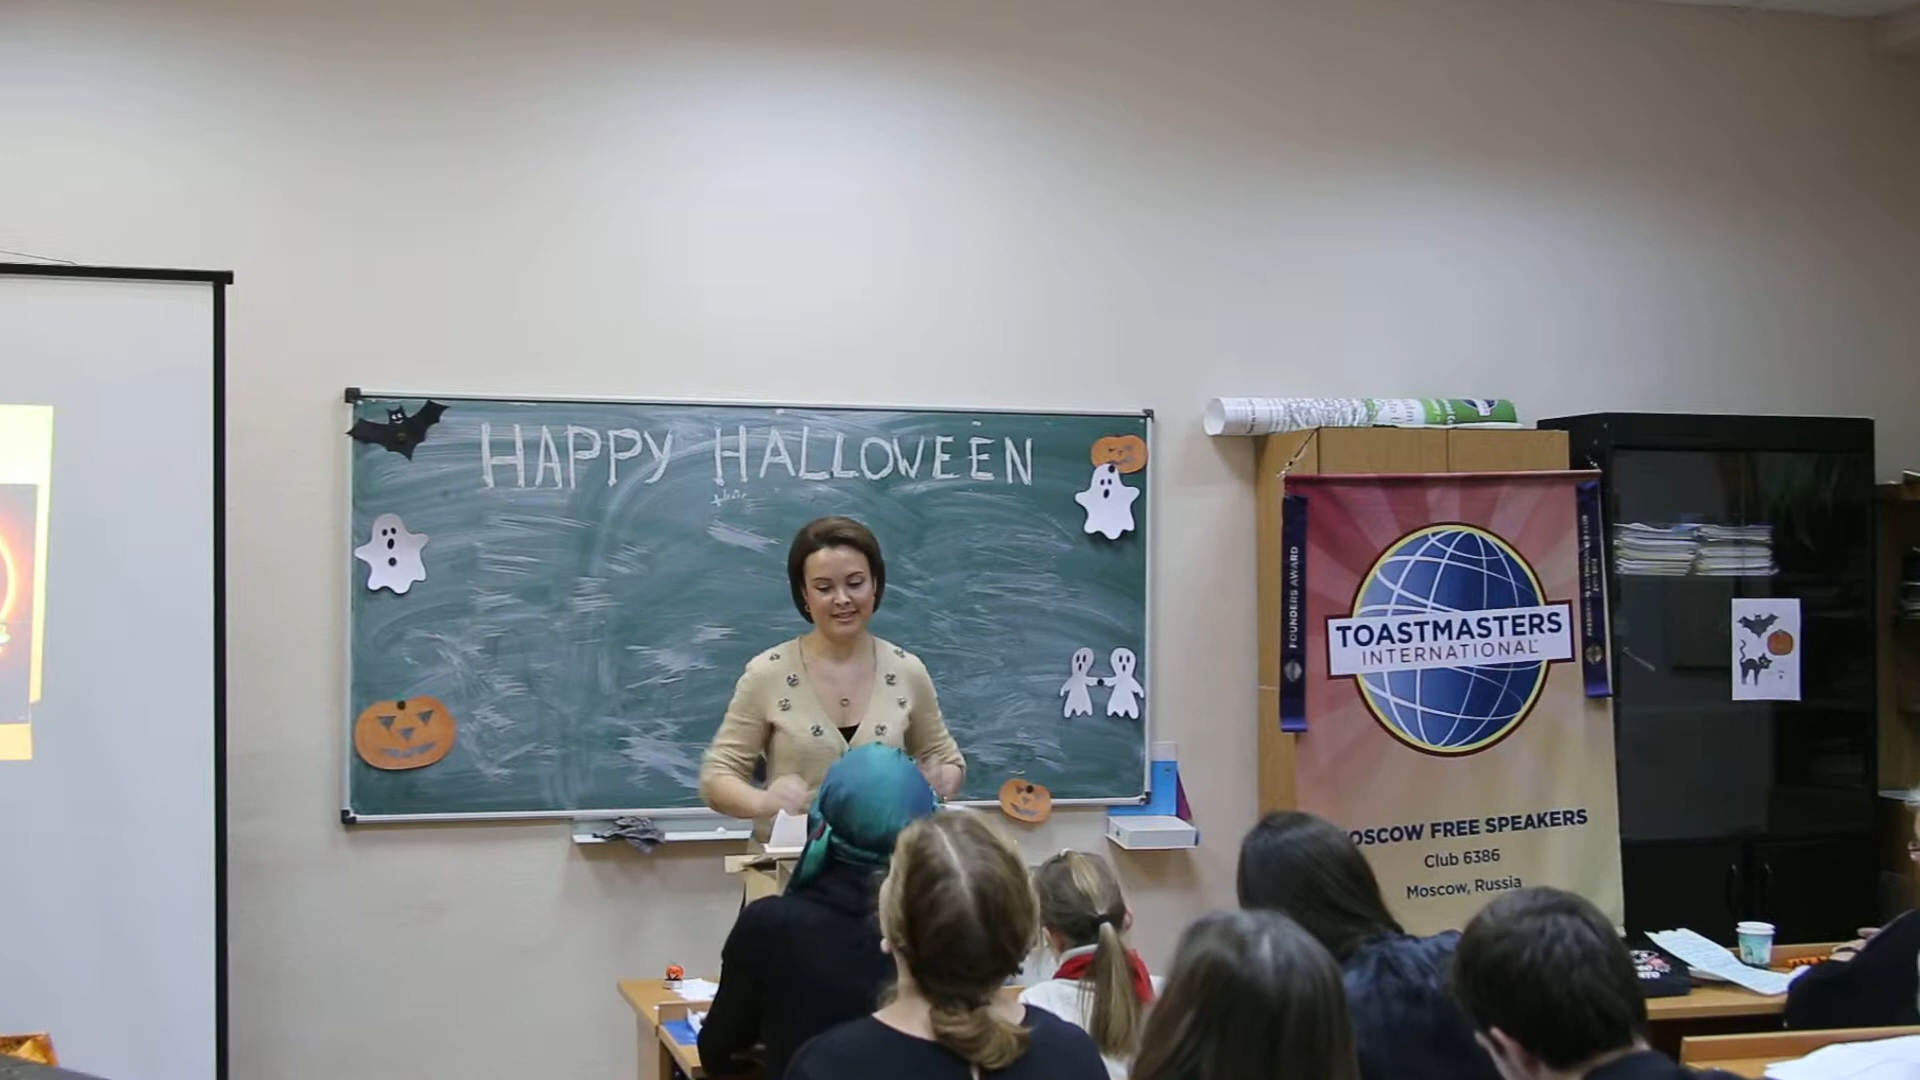 HAPPY HALLOWEEN
FOUNDERS AWARD
TOASTMASTERS
INTERNATIONAL
OSCOW FREE SPEAKERS
Club 6386
Moscow, Russia